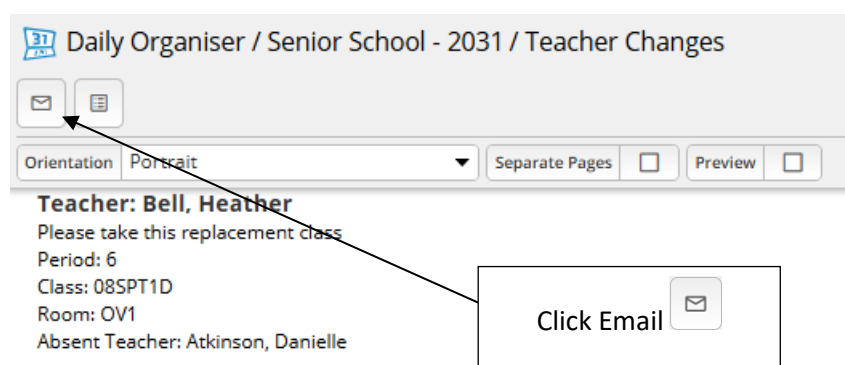 31
Daily Organiser / Senior School - 2031 / Teacher Changes
Orientation Portrait Separate Pages Preview
Teacher: Bell, Heather
Please take this replacement class
Period: 6
Class: 08SPT1D
Room: OV1
Absent Teacher: Atkinson, Danielle
Click Email